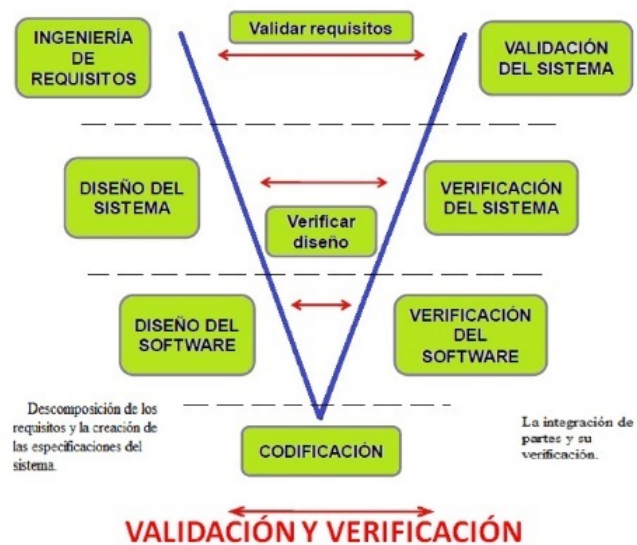 INGENIERÍA
DE
REQUISITOS
Validar requisitos
VALIDACIÓN
DEL SISTEMA
DISEÑO DEL
SISTEMA
Verificar
diseño
VERIFICACIÓN
DEL SISTEMA
DISEÑO DEL
SOFTWARE
VERIFICACIÓN
DEL
SOFTWARE
Descomposición de los
requisitos y la creación de
las especificaciones del
sistema.
CODIFICACIÓN
La integración de
partes y su
verificación.
VALIDACIÓN Y VERIFICACIÓN